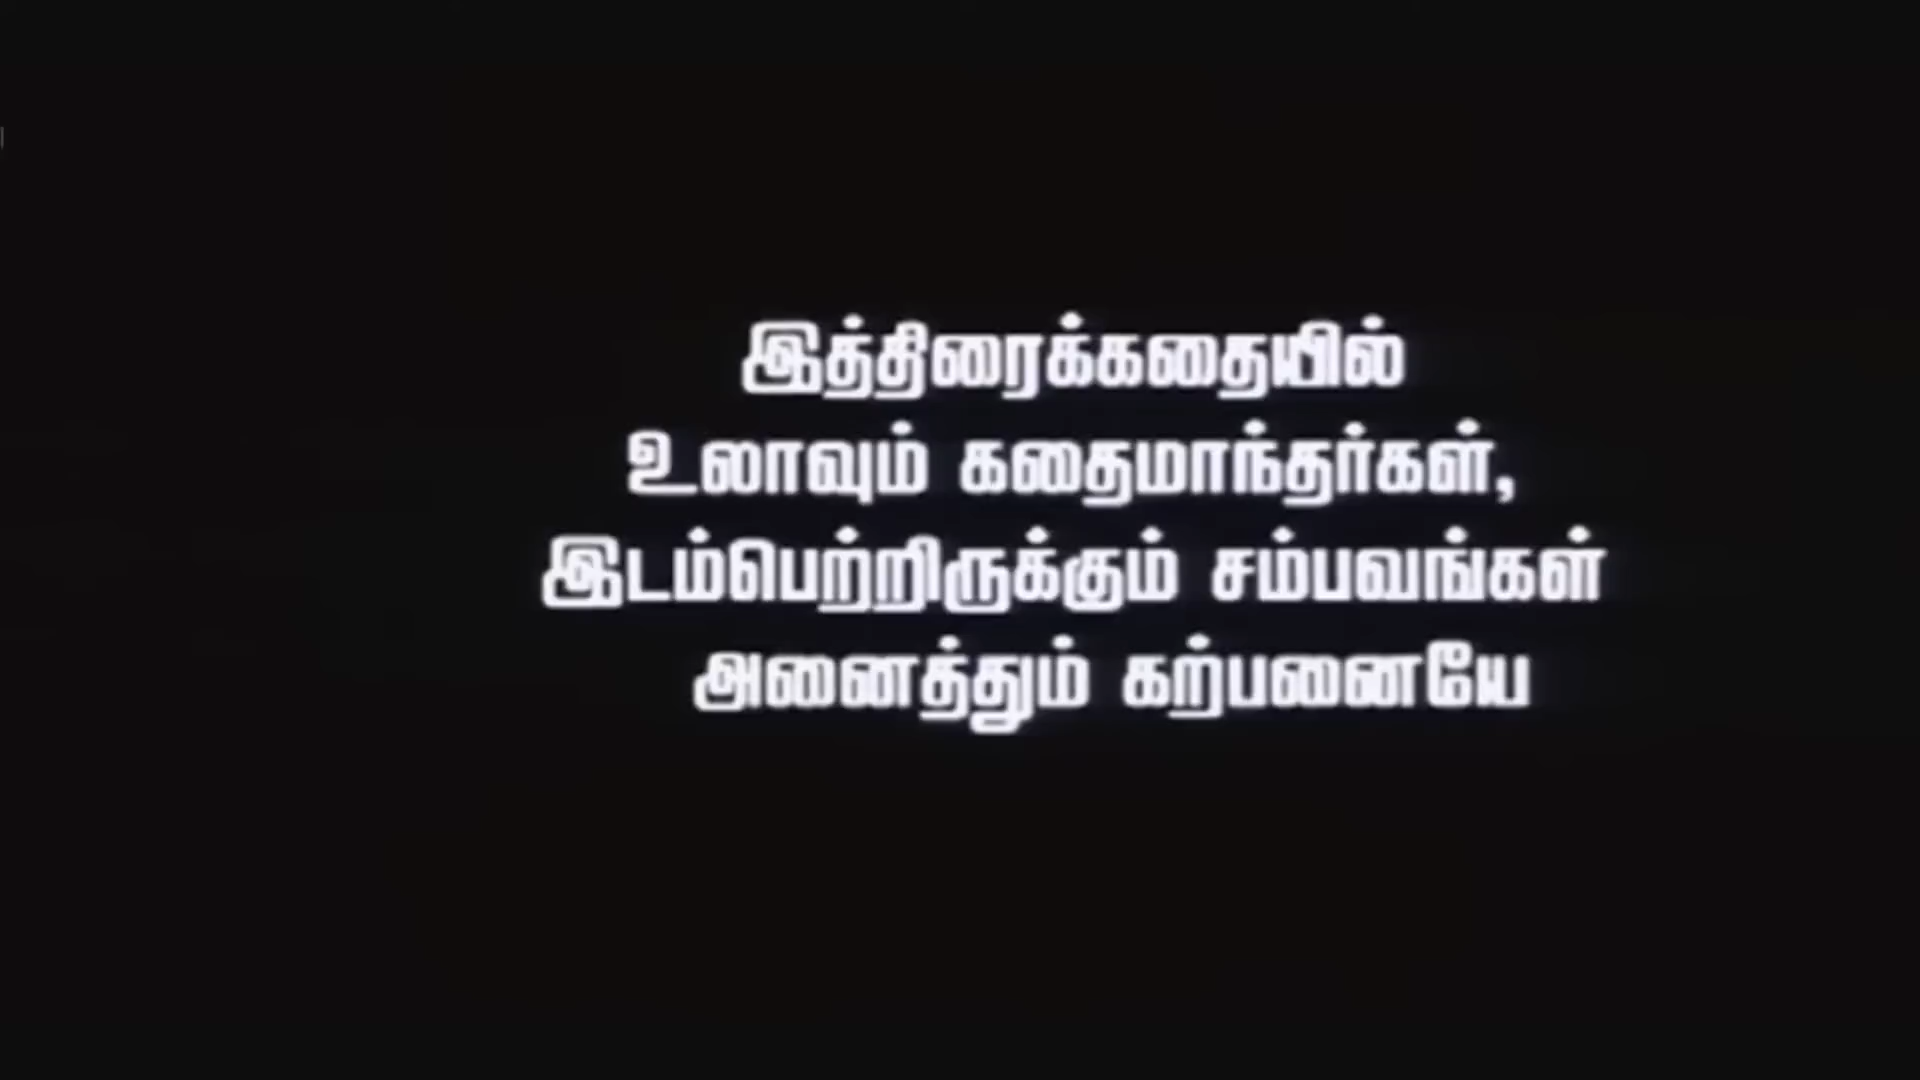 இத்திரைக்கதையில்
உலாவும் கதைமாந்தர்கள்,
இடம்பெற்றிருக்கும் சம்பவங்கள்
அனைத்தும் கற்பனையே